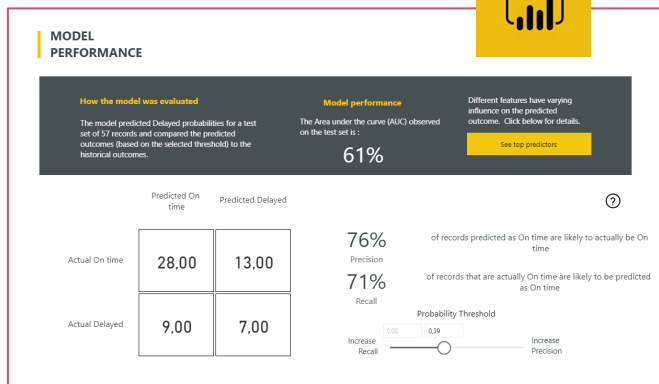 MODEL
PERFORMANCE
How the model was evaluated
The model predicted Delayed probabilities for a test
set of 57 records and compared the predicted
outcomes (based on the selected threshold) to the
historical outcomes.
Model performance
The Area under the curve (AUC) observed
on the test set is :
61%
Different features have varying
influence on the predicted
outcome. Click below for details.
See top predictors
Predicted On
time
Predicted Delayed
Actual On time
28,00
13,00
Actual Delayed
9,00
7,00
?
76%
Precision
of records predicted as On time are likely to actually be On
time
71%
Recall
of records that are actually On time are likely to be predicted
as On time
Probability Threshold
0,00
0,39
Increase
Recall
Increase
Precision